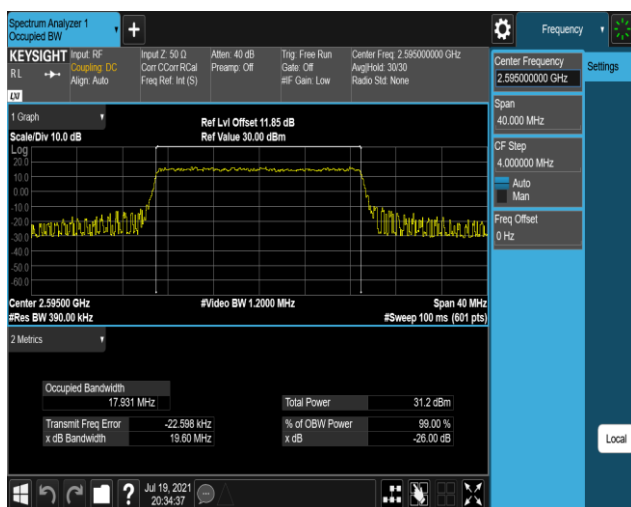 Spectrum Analyzer 1
Occupied BW
+
Frequency
KEYSIGHT
RL
LXI
Input: RF
Coupling: DC
Align: Auto
Input Z: 50 Ω
Corr CCorr RCal
Freq Ref: Int (S)
Atten: 40 dB
Preamp: Off
Trig: Free Run
Gate: Off
#IF Gain: Low
Center Freq: 2.595000000 GHz
Avg|Hold: 30/30
Radio Std: None
Center Frequency
2.595000000 GHz
Settings
Span
40.000 MHz
CF Step
4.000000 MHz
Auto
Man
Freq Offset
0 Hz
1 Graph
Scale/Div 10.0 dB
Ref Lvl Offset 11.85 dB
Ref Value 30.00 dBm
Log
20.0
10.0
0.00
-10.0
-20.0
-30.0
-40.0
-50.0
-60.0
Center 2.59500 GHz
#Res BW 390.00 kHz
#Video BW 1.2000 MHz
Span 40 MHz
#Sweep 100 ms (601 pts)
2 Metrics
Occupied Bandwidth
17.931 MHz
Total Power 31.2 dBm
Transmit Freq Error -22.598 kHz
% of OBW Power 99.00 %
x dB Bandwidth 19.60 MHz
x dB -26.00 dB
Local
?
Jul 19, 2021
20:34:37